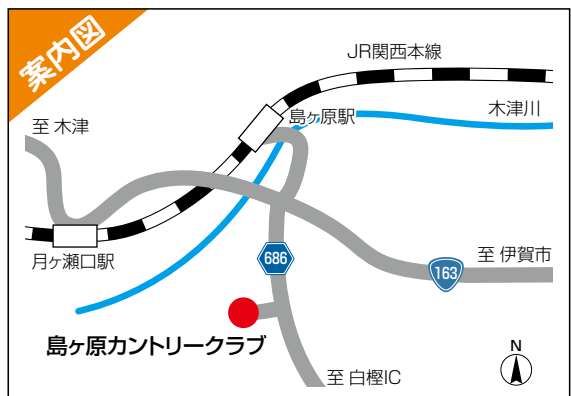 案内図
JR関西本線
木津川
島ヶ原駅
至 木津
月ヶ瀬口駅
686
163
至 伊賀市
島ヶ原カントリークラブ
至 白樫IC
N